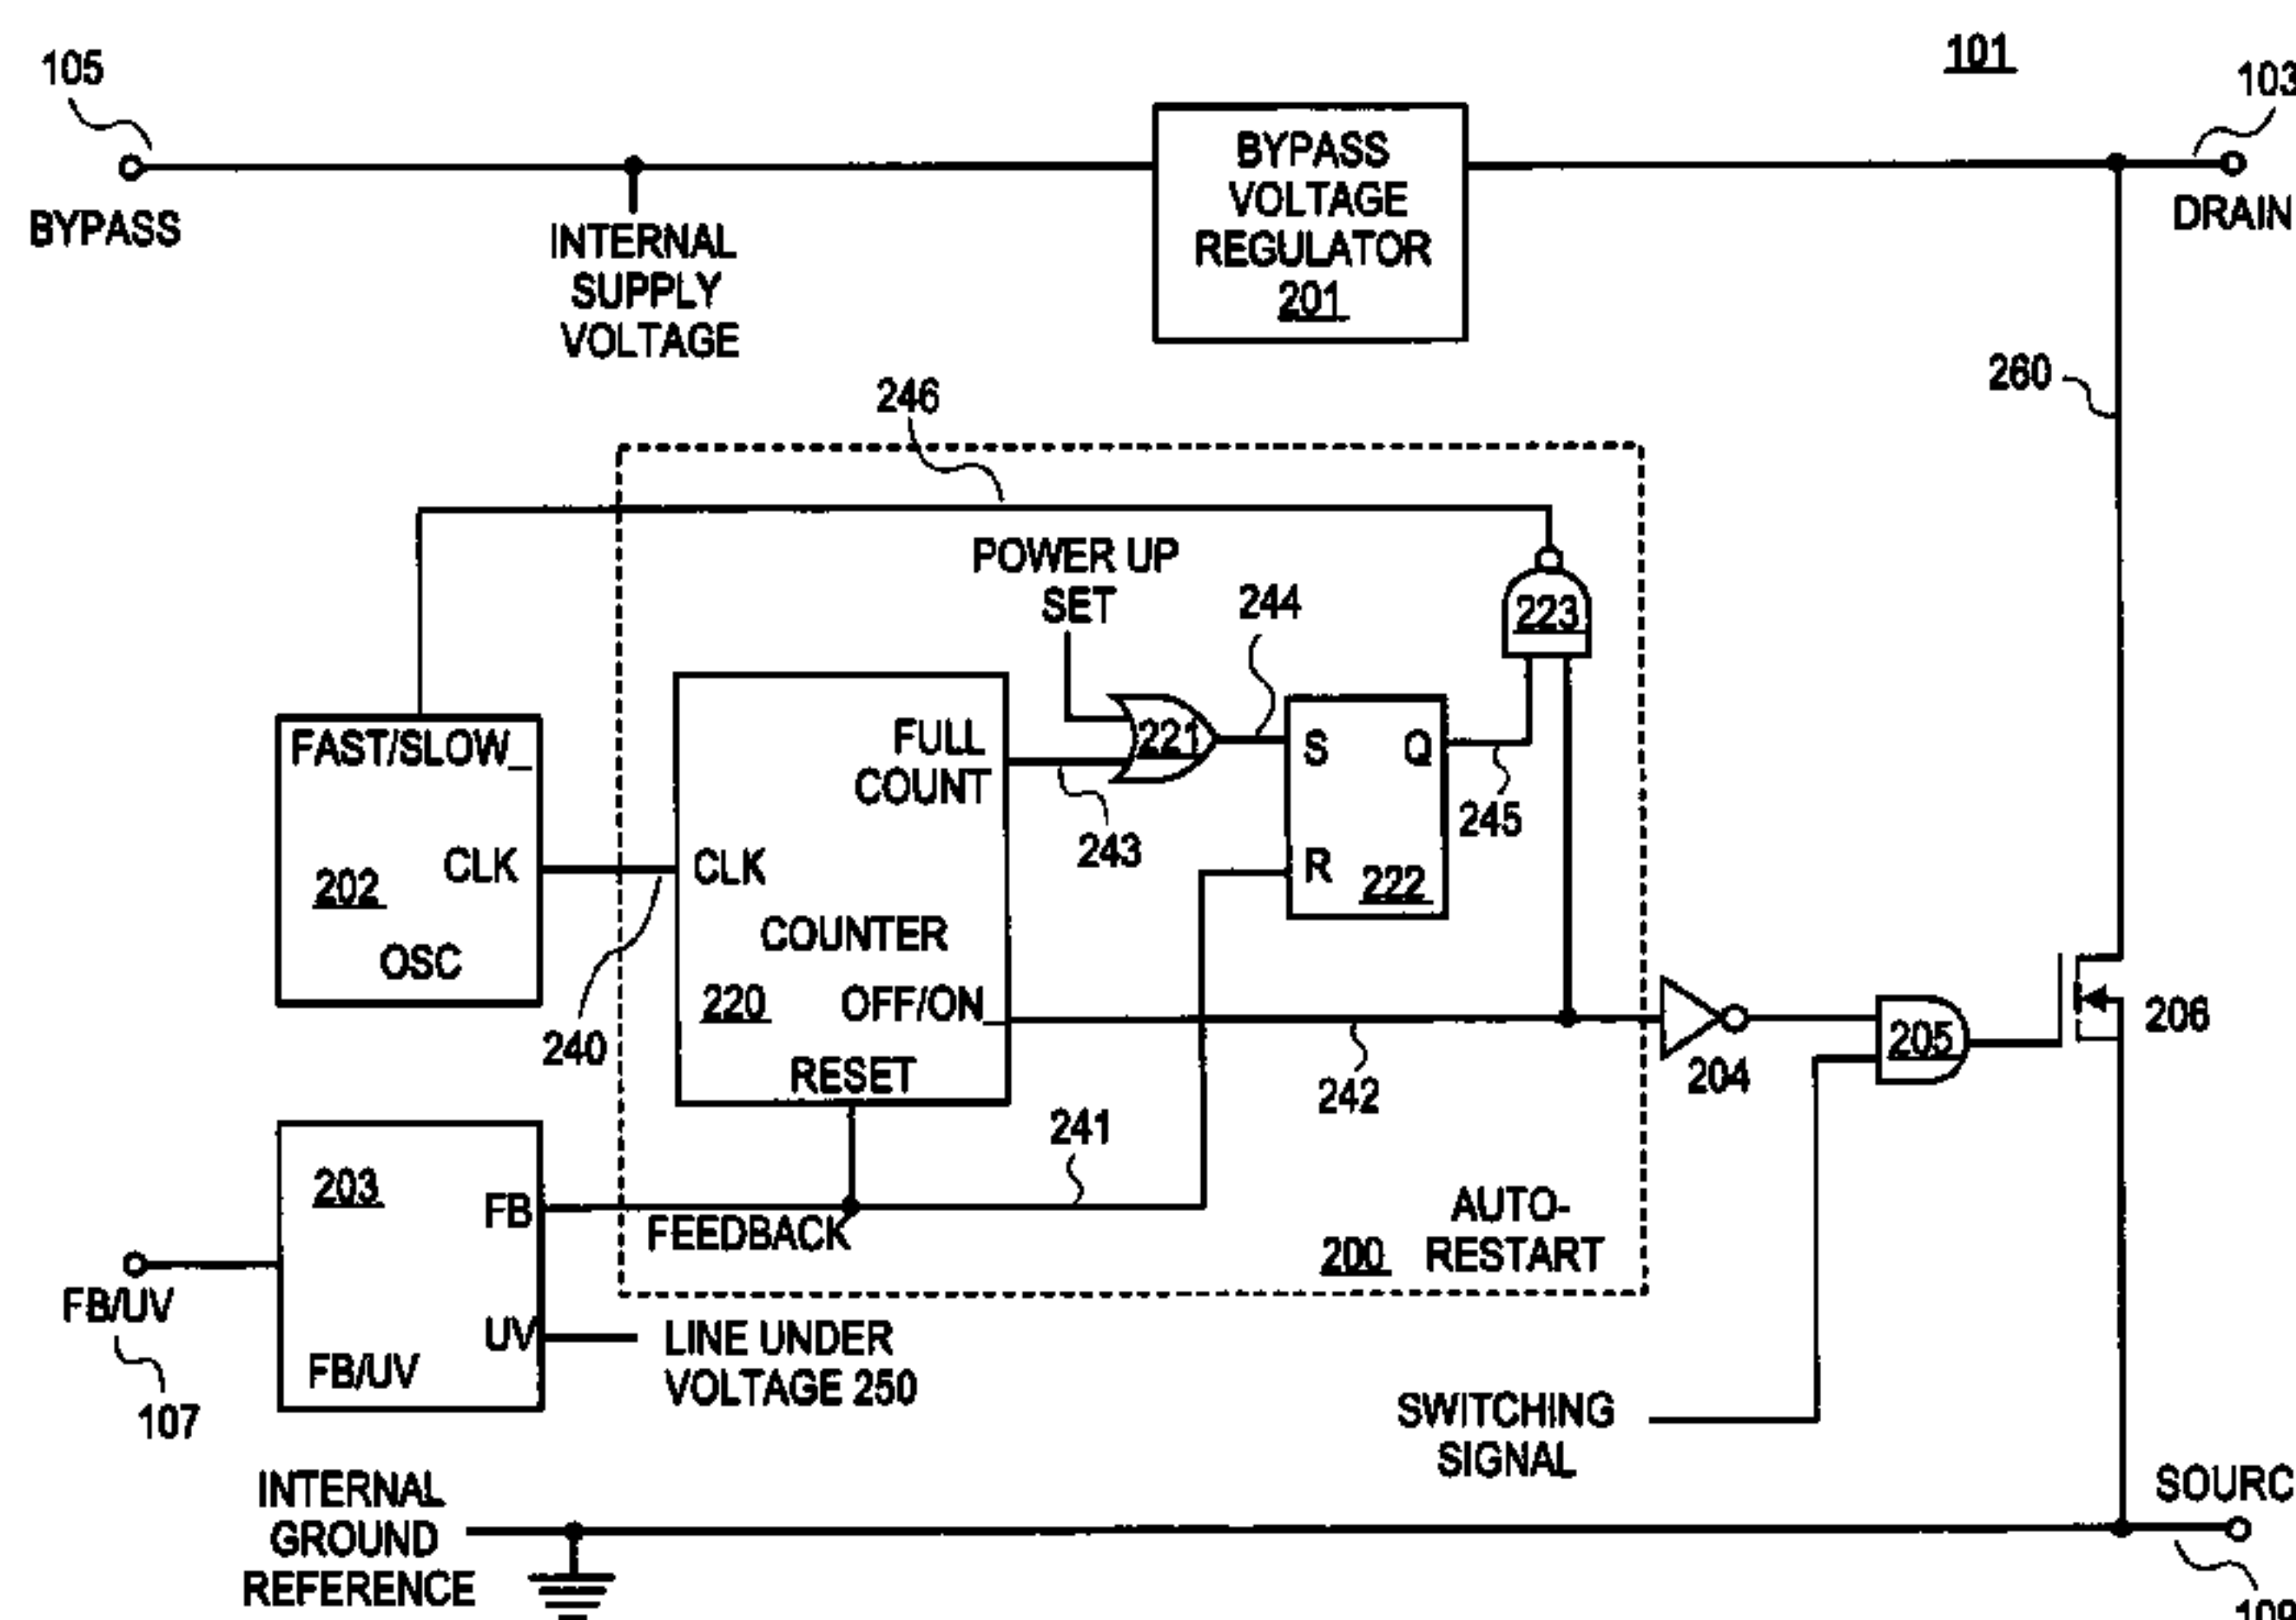 101
105
103
BYPASS
DRAIN
INTERNAL
SUPPLY
VOLTAGE
BYPASS
VOLTAGE
REGULATOR
201
260
246
POWER UP
SET
244
223
FAST/SLOW_
202
CLK
OSC
240
FULL
COUNT
CLK
COUNTER
220
OFF/ON_
RESET
243
221
S
Q
R
222
245
242
204
205
206
203
FB
UV
FB/UV
FB/UV
107
FEEDBACK
241
200
AUTO-
RESTART
LINE UNDER
VOLTAGE 250
SWITCHING
SIGNAL
INTERNAL
GROUND
REFERENCE
SOURC